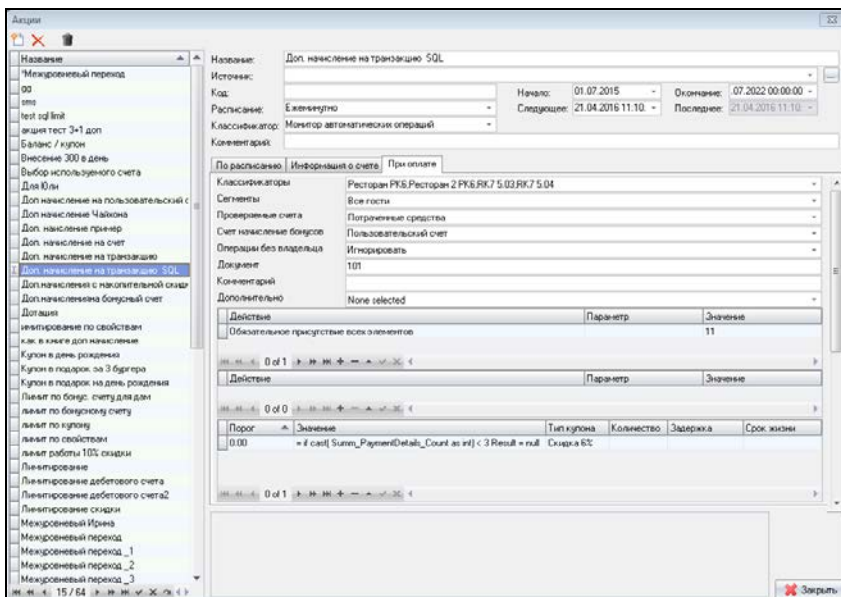 Акции
Название
*Межуровневый переход
gg
sms
test sql limit
акция тест 3+1 доп
Баланс / купон
Внесение 300 в день
Выбор используемого счета
Для Юли
Доп начисление на пользовательский с
Доп начисление Чайхона
Доп. наисление пример
Доп. начисление на счет
Доп. начисление на транзакцию
Доп. начисление на транзакцию SQL
Доп.начисления с накопительной скидк
Доп.начислениена бонусный счет
Дотация
имитирование по свойствам
как в книге доп начисление
Купон в день рождения
Купон в подарок за 3 бургера
Купон в подарок на день рождения
Лимит по бонус. счету для дам
лимит по бонусному счету
лимит по купону
лимит по свойствам
лимит работы 10% скидки
Лимитирование
Лимитирование дебетового счета
Лимитирование дебетового счета2
Лимитирование скидки
Межуровневый Ирина
Межуровневый переход
Межуровневый переход _1
Межуровневый переход _2
Межуровневый переход _3
15 / 64
Название: Доп. начисление на транзакцию SQL
Источник:
Код: Начало: 01.07.2015 Окончание: .07.2022 00:00:00
Расписание: Ежеминутно Следующее: 21.04.2016 11:10: Последнее: 21.04.2016 11:10:
Классификатор: Монитор автоматических операций
Комментарий:
По расписанию Информация о счете При оплате
Классификаторы Ресторан РК6,Ресторан 2 РК6,RK7 5.03,RK7 5.04
Сегменты Все гости
Проверяемые счета Потраченные средства
Счет начисление бонусов Пользовательский счет
Операции без владельца Игнорировать
Документ 101
Комментарий
Дополнительно None selected
Действие Параметр Значение
Обязательное присутствие всех элементов 11
0 of 1
Действие Параметр Значение
0 of 0
Порог Значение Тип купона Количество Задержка Срок жизни
0.00 = if cast( Summ_PaymentDetails_Count as int) < 3 Result = null Скидка 6%
0 of 1
Закрыть